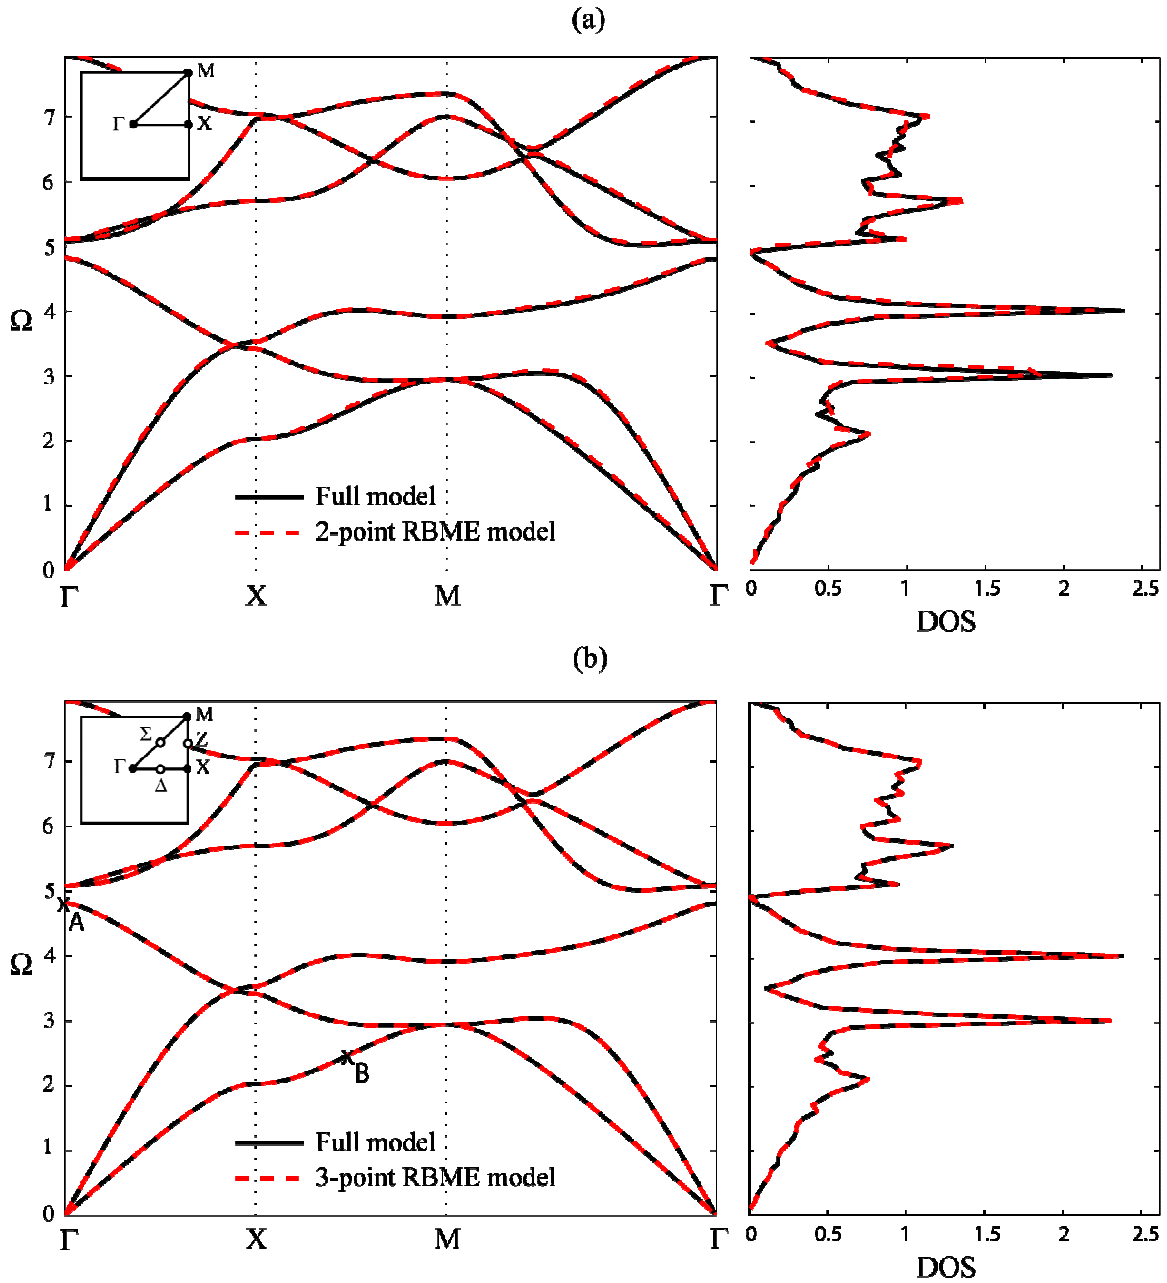 (a)
M
Γ X
7
6
5
4
Ω
3
2
1
0
Full model
2-point RBME model
Γ X M Γ
0 0.5 1 1.5 2 2.5
DOS
(b)
M
Σ Z
Γ X
Δ
7
6
5
A
4
Ω
3
B
2
1
0
Full model
3-point RBME model
Γ X M Γ
0 0.5 1 1.5 2 2.5
DOS